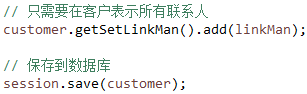 // 只需要在客户表示所有联系人
customer.getSetLinkMan().add(linkMan);
// 保存到数据库
session.save(customer);